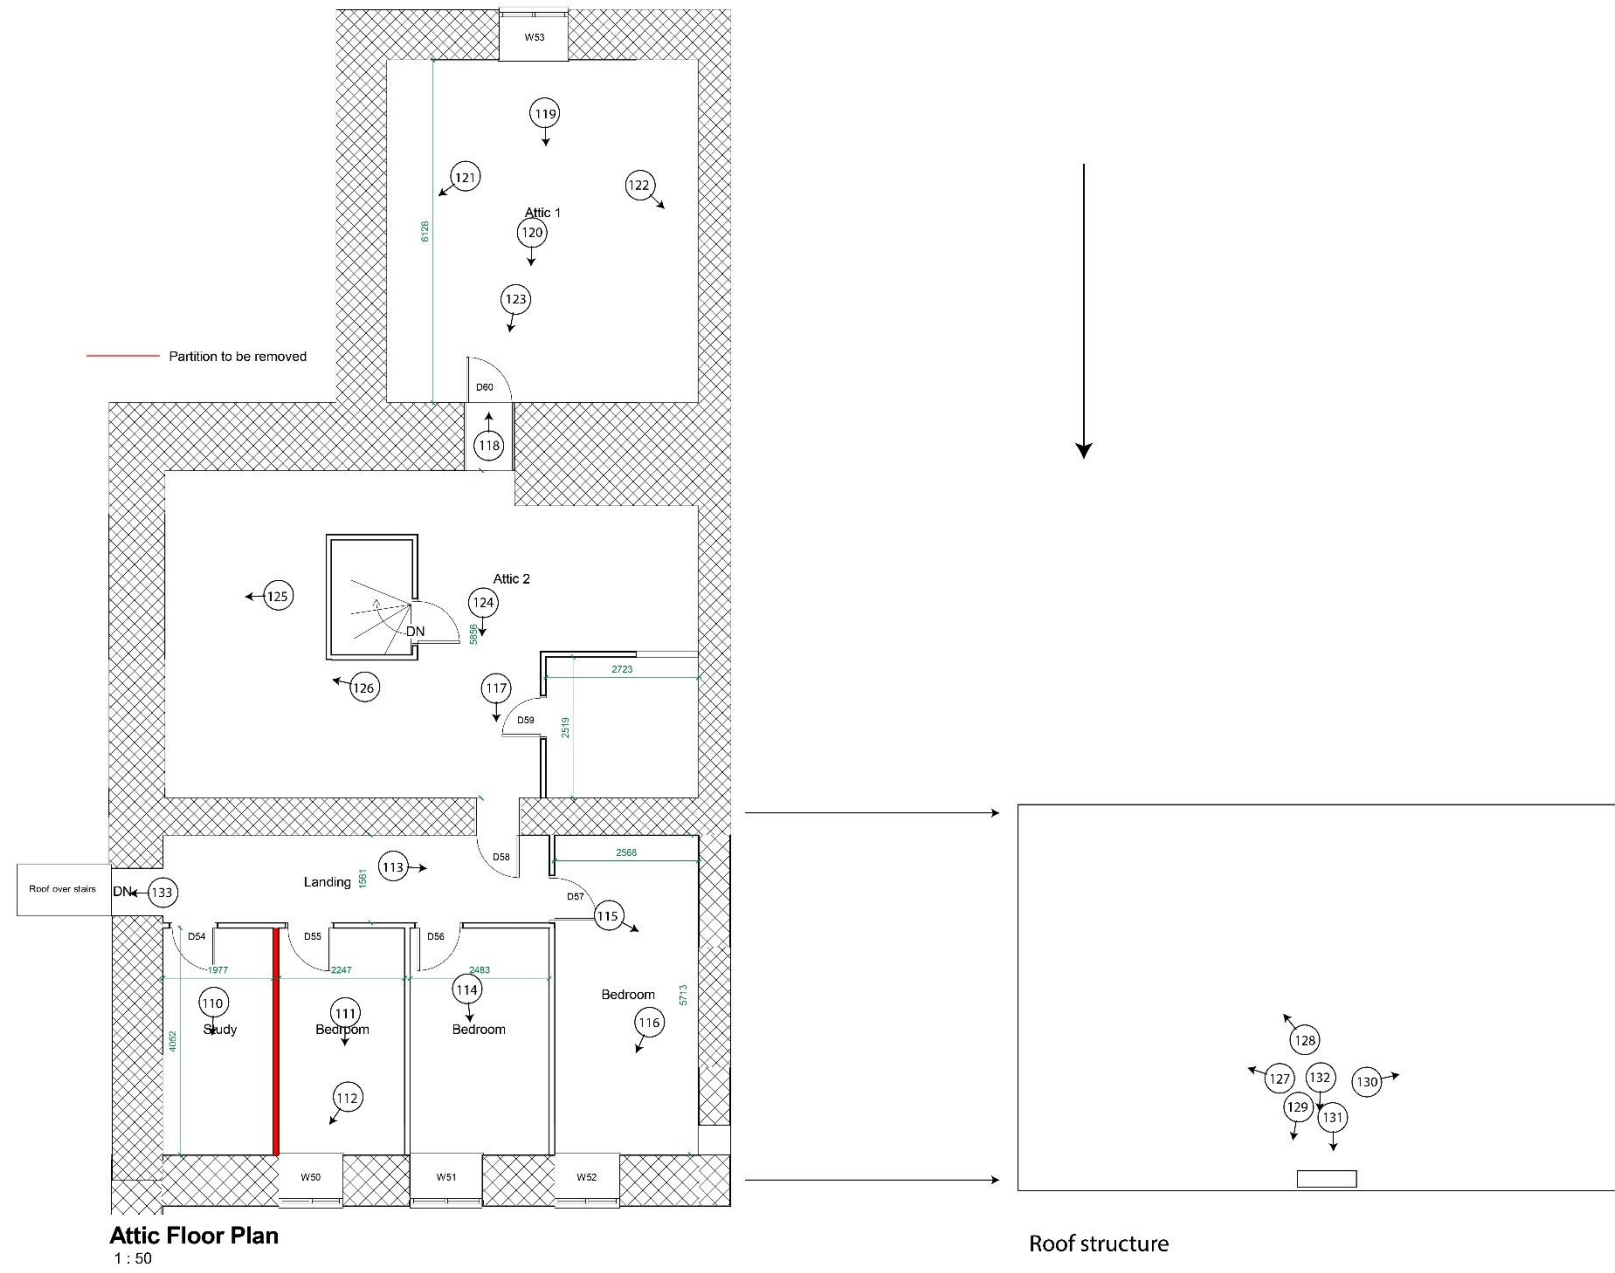 W53
119
121
122
Attic 1
120
6128
123
Partition to be removed
D60
118
Attic 2
125
124
DN
5856
2723
126
117
D59
2519
D58
113
2568
Landing
1561
Roof over stairs
DN
133
D57
115
D54
D55
D56
1977
2247
2483
114
110
111
Bedroom
5713
Study
Bedroom
Bedroom
116
4052
112
W50
W51
W52
128
127
132
130
129
131
Attic Floor Plan
1 : 50
Roof structure